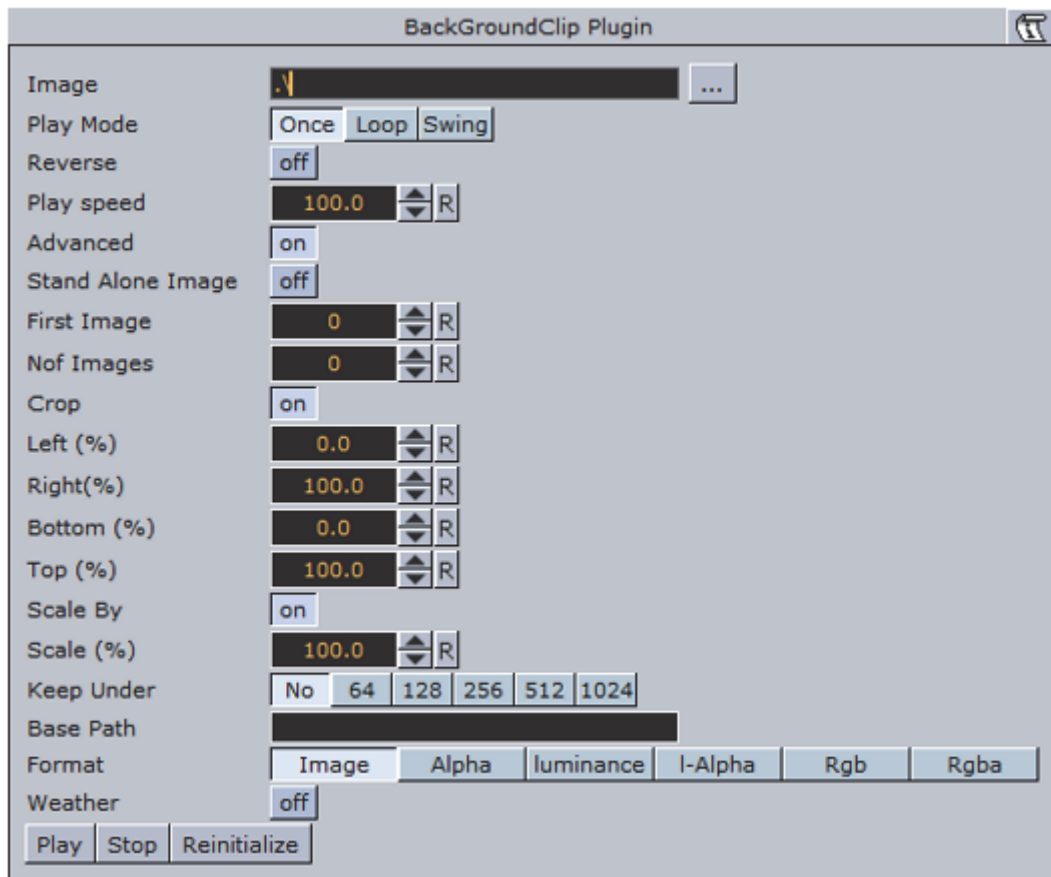 BackGroundClip Plugin
Image .\ ...
Play Mode Once Loop Swing
Reverse off
Play speed 100.0 R
Advanced on
Stand Alone Image off
First Image 0 R
Nof Images 0 R
Crop on
Left (%) 0.0 R
Right(%) 100.0 R
Bottom (%) 0.0 R
Top (%) 100.0 R
Scale By on
Scale (%) 100.0 R
Keep Under No 64 128 256 512 1024
Base Path
Format Image Alpha luminance l-Alpha Rgb Rgba
Weather off
Play Stop Reinitialize